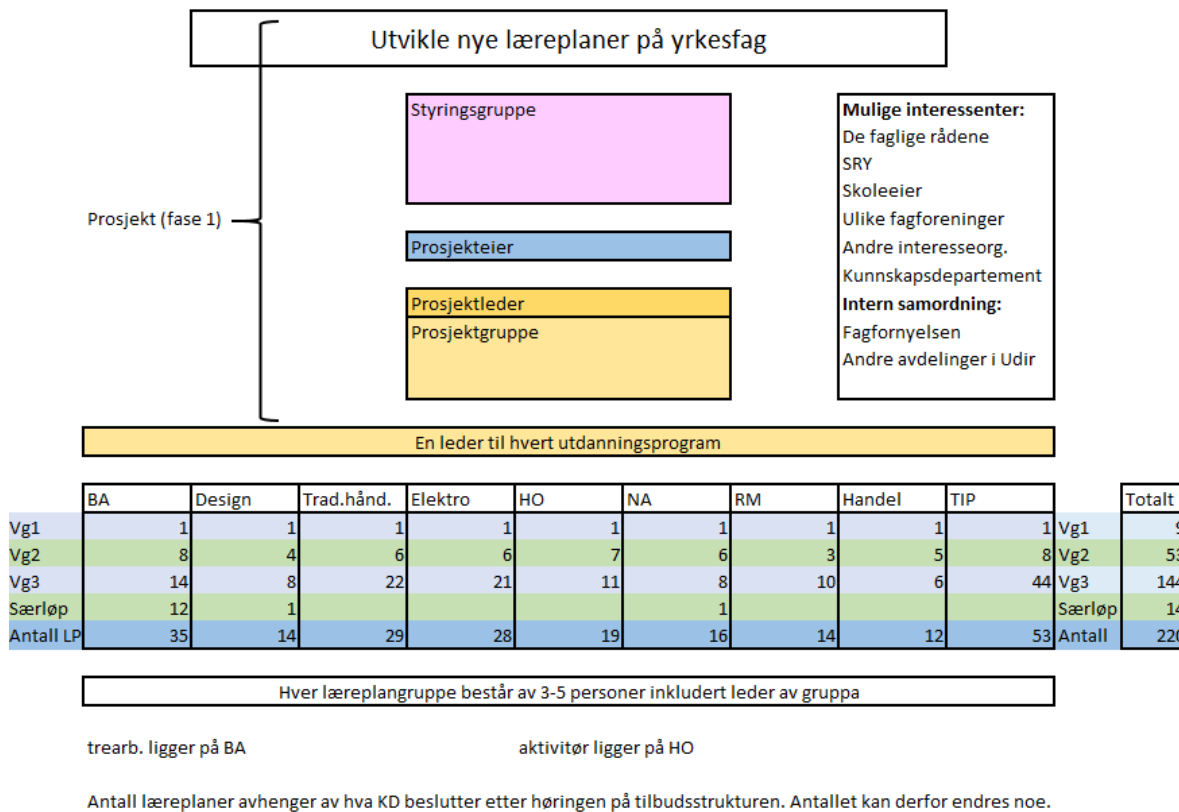 Utvikle nye læreplaner på yrkesfag
Prosjekt (fase 1)
Styringsgruppe
Prosjekteier
Prosjektleder
Prosjektgruppe
Mulige interessenter:
De faglige rådene
SRY
Skoleeier
Ulike fagforeninger
Andre interesseorg.
Kunnskapsdepartement
Intern samordning:
Fagfornyelsen
Andre avdelinger i Udir
En leder til hvert utdanningsprogram
BA Design Trad.hånd. Elektro HO NA RM Handel TIP Totalt
Vg1 1 1 1 1 1 1 1 1 1 Vg1 9
Vg2 8 4 6 6 7 6 3 5 8 Vg2 53
Vg3 14 8 22 21 11 8 10 6 44 Vg3 144
Særløp 12 1 1 Særløp 14
Antall LP 35 14 29 28 19 16 14 12 53 Antall 220
Hver læreplangruppe består av 3-5 personer inkludert leder av gruppa
trearb. ligger på BA aktivitør ligger på HO
Antall læreplaner avhenger av hva KD beslutter etter høringen på tilbudsstrukturen. Antallet kan derfor endres noe.